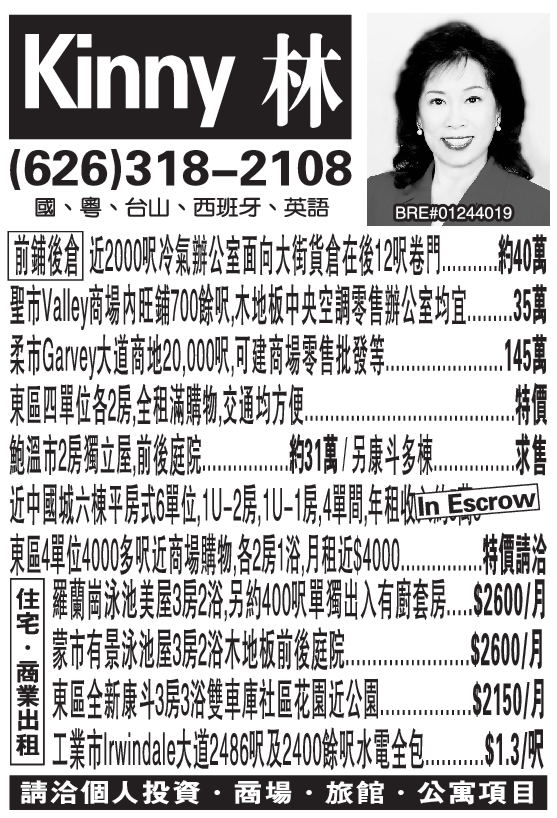 Kinny 林
(626)318-2108
國、粵、台山、西班牙、英語
BRE#01244019
前鋪後倉 近2000呎冷氣辦公室面向大街貨倉在後12呎卷門...........約40萬
聖市Valley商場內旺鋪700餘呎,木地板中央空調零售辦公室均宜.........35萬
柔市Garvey大道商地20,000呎,可建商場零售批發等.......................145萬
東區四單位各2房,全租滿購物,交通均方便.........................................特價
鮑溫市2房獨立屋,前後庭院.................約31萬/另康斗多棟................求售
近中國城六棟平房式6單位,1U-2房,1U-1房,4單間,年租收
In Escrow
東區4單位4000多呎近商場購物,各2房1浴,月租近$4000................特價請洽
住宅·商業出租
羅蘭崗泳池美屋3房2浴,另約400呎單獨出入有廚套房.....$2600/月
蒙市有景泳池屋3房2浴木地板前後庭院........................$2600/月
東區全新康斗3房3浴雙車庫社區花園近公園.................$2150/月
工業市Irwindale大道2486呎及2400餘呎水電全包...........$1.3/呎
請洽個人投資·商場·旅館·公寓項目